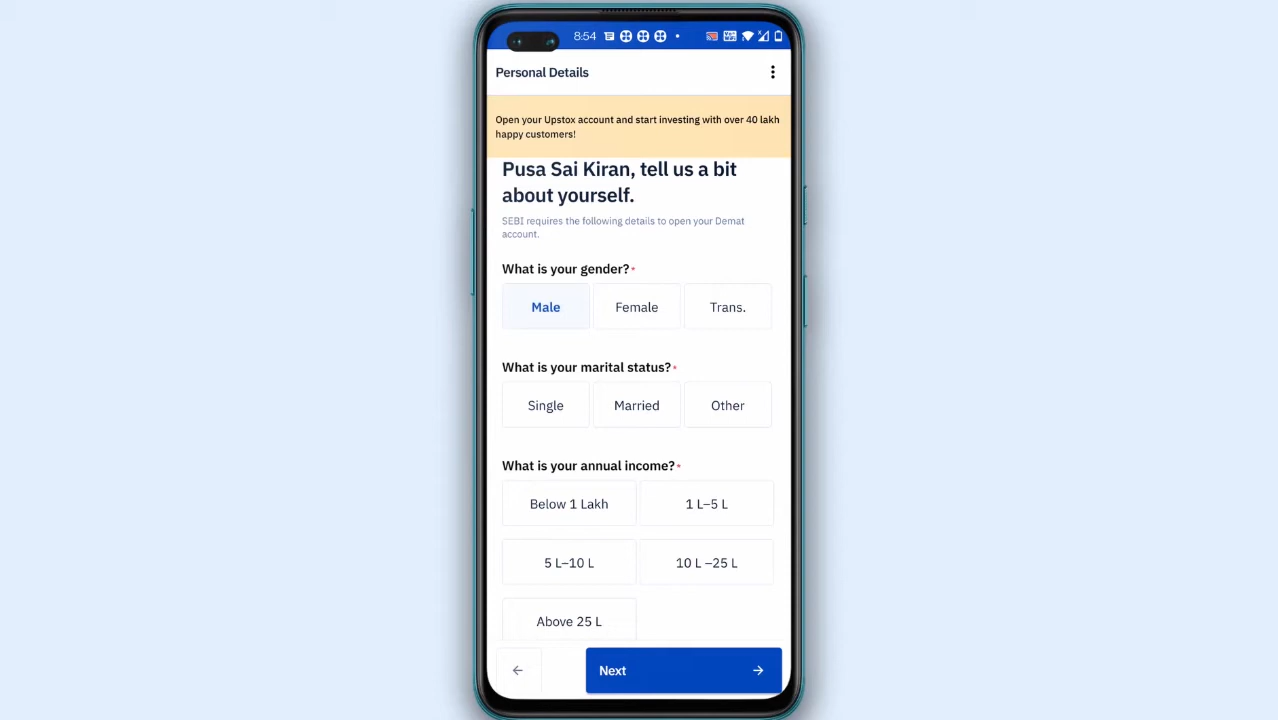 8:54
Personal Details
Open your Upstox account and start investing with over 40 lakh
happy customers!
Pusa Sai Kiran, tell us a bit
about yourself.
SEBI requires the following details to open your Demat
account.
What is your gender?*
Male Female Trans.
What is your marital status?*
Single Married Other
What is your annual income?*
Below 1 Lakh 1 L–5 L
5 L–10 L 10 L –25 L
Above 25 L
Next